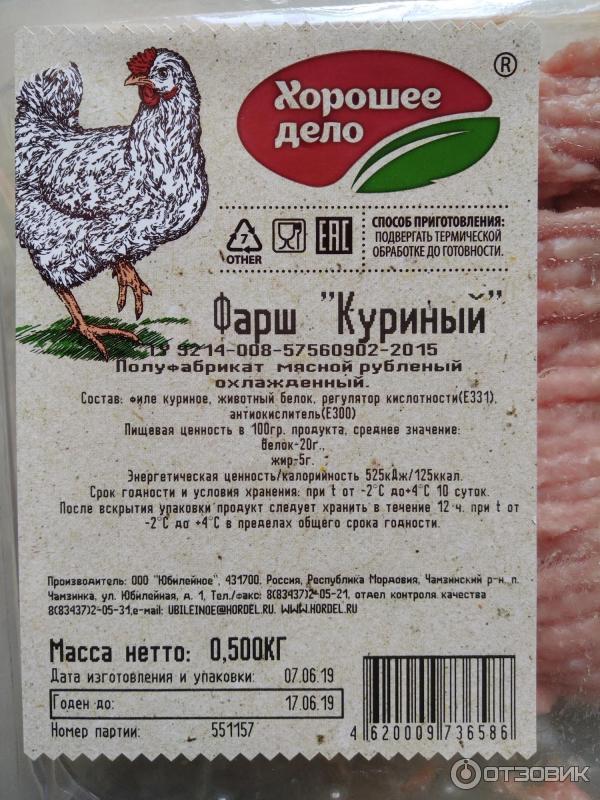 Хорошее
дело
®
7
OTHER
EAC
СПОСОБ ПРИГОТОВЛЕНИЯ:
ПОДВЕРГАТЬ ТЕРМИЧЕСКОЙ
ОБРАБОТКЕ ДО ГОТОВНОСТИ.
Фарш "Куриный"
ТУ 9214-008-57560902-2015
Полуфабрикат мясной рубленый
охлажденный.
Состав: филе куриное, животный белок, регулятор кислотности(Е331),
антиокислитель(Е300)
Пищевая ценность в 100гр. продукта, среднее значение:
белок-20г.,
жир-5г.
Энергетическая ценность/калорийность 525кДж/125ккал.
Срок годности и условия хранения: при t от -2°С до+4°С 10 суток.
После вскрытия упаковки продукт следует хранить в течение 12 ч. при t от
-2°С до +4°С в пределах общего срока годности.
Производитель: ООО "Юбилейное", 431700. Россия, Республика Мордовия, Чамзинский р-н, п.
Чамзинка, ул. Юбилейная, д. 1, Тел./факс: 8(83437)2-05-21, отдел контроля качества
8(83437)2-05-31,e-mail: UBILEINOE@HORDEL.RU. WWW.HORDEL.RU
Масса нетто: 0,500КГ
Дата изготовления и упаковки: 07.06.19
Годен до: 17.06.19
Номер партии: 551157
4 620009 736586
ОТЗОВИК